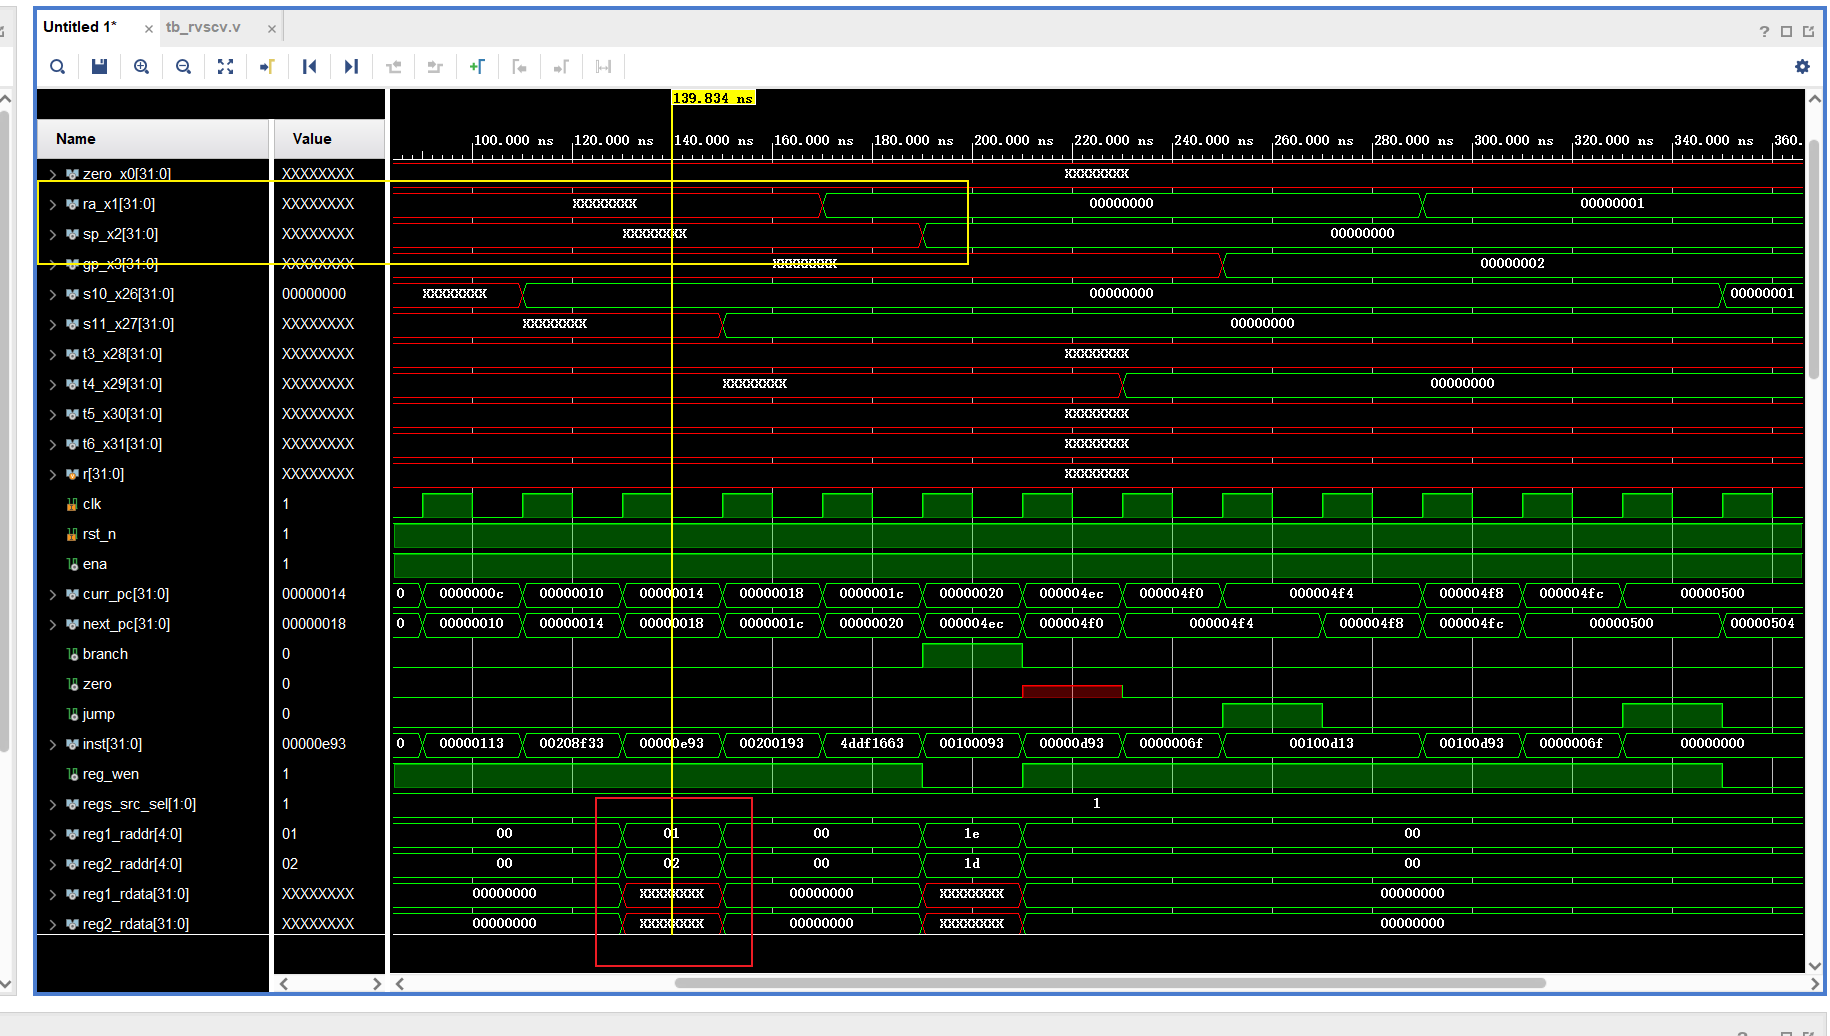 Untitled 1* × tb_rvscv.v ×
?
139.834 ns
Name Value
100.000 ns 120.000 ns 140.000 ns 160.000 ns 180.000 ns 200.000 ns 220.000 ns 240.000 ns 260.000 ns 280.000 ns 300.000 ns 320.000 ns 340.000 ns 360.
zero_x0[31:0] XXXXXXXX XXXXXXXX
ra_x1[31:0] XXXXXXXX XXXXXXXX 00000000 00000001
sp_x2[31:0] XXXXXXXX XXXXXXXX 00000000
gp_x3[31:0] XXXXXXXX XXXXXXXX 00000002
s10_x26[31:0] 00000000 XXXXXXXX 00000000 00000001
s11_x27[31:0] XXXXXXXX XXXXXXXX 00000000
t3_x28[31:0] XXXXXXXX XXXXXXXX
t4_x29[31:0] XXXXXXXX XXXXXXXX 00000000
t5_x30[31:0] XXXXXXXX XXXXXXXX
t6_x31[31:0] XXXXXXXX XXXXXXXX
r[31:0] XXXXXXXX XXXXXXXX
clk 1
rst_n 1
ena 1
curr_pc[31:0] 00000014 0 0000000c 00000010 00000014 00000018 0000001c 00000020 000004ec 000004f0 000004f4 000004f8 000004fc 00000500
next_pc[31:0] 00000018 0 00000010 00000014 00000018 0000001c 00000020 000004ec 000004f0 000004f4 000004f8 000004fc 00000500 00000504
branch 0
zero 0
jump 0
inst[31:0] 00000e93 0 00000113 00208f33 00000e93 00200193 4ddf1663 00100093 00000d93 0000006f 00100d13 00100d93 0000006f 00000000
reg_wen 1
regs_src_sel[1:0] 1 1
reg1_raddr[4:0] 01 00 01 00 1e 00
reg2_raddr[4:0] 02 00 02 00 1d 00
reg1_rdata[31:0] XXXXXXXX 00000000 XXXXXXXX 00000000 XXXXXXXX 00000000
reg2_rdata[31:0] XXXXXXXX 00000000 XXXXXXXX 00000000 XXXXXXXX 00000000